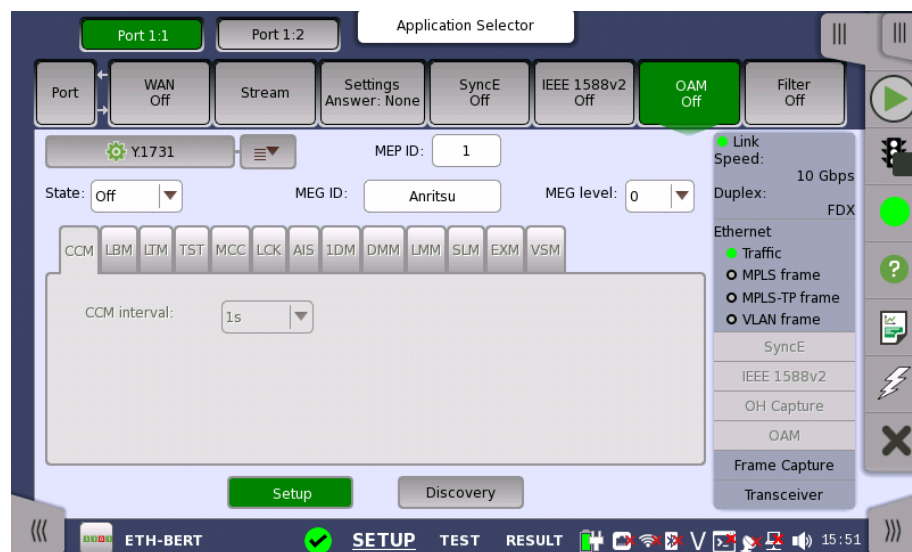 Application Selector
Port 1:1
Port 1:2
Port
WAN
Off
Stream
Settings
Answer: None
SyncE
Off
IEEE 1588v2
Off
OAM
Off
Filter
Off
Y.1731
MEP ID: 1
State: Off
MEG ID: Anritsu
MEG level: 0
CCM LBM LTM TST MCC LCK AIS 1DM DMM LMM SLM EXM VSM
CCM interval: 1s
Setup
Discovery
Link
Speed:
10 Gbps
Duplex:
FDX
Ethernet
Traffic
MPLS frame
MPLS-TP frame
VLAN frame
SyncE
IEEE 1588v2
OH Capture
OAM
Frame Capture
Transceiver
ETH-BERT SETUP TEST RESULT 15:51